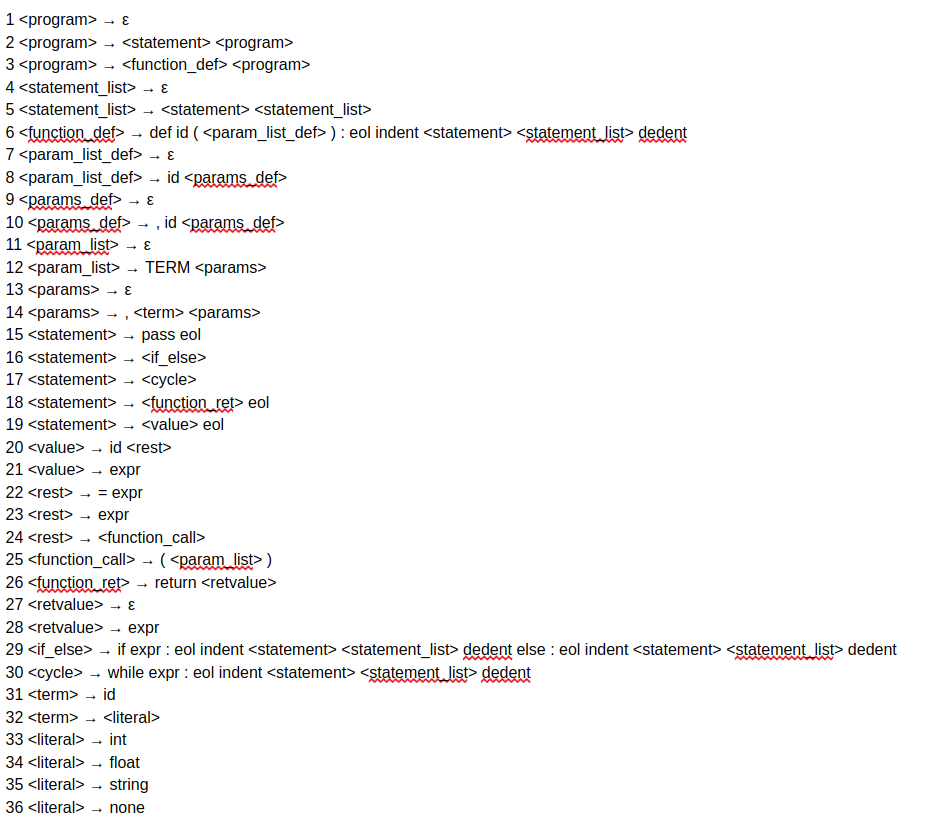 1 <program> → ε
2 <program> → <statement> <program>
3 <program> → <function_def> <program>
4 <statement_list> → ε
5 <statement_list> → <statement> <statement_list>
6 <function_def> → def id ( <param_list_def> ) : eol indent <statement> <statement_list> dedent
7 <param_list_def> → ε
8 <param_list_def> → id <params_def>
9 <params_def> → ε
10 <params_def> → , id <params_def>
11 <param_list> → ε
12 <param_list> → TERM <params>
13 <params> → ε
14 <params> → , <term> <params>
15 <statement> → pass eol
16 <statement> → <if_else>
17 <statement> → <cycle>
18 <statement> → <function_ret> eol
19 <statement> → <value> eol
20 <value> → id <rest>
21 <value> → expr
22 <rest> → = expr
23 <rest> → expr
24 <rest> → <function_call>
25 <function_call> → ( <param_list> )
26 <function_ret> → return <retvalue>
27 <retvalue> → ε
28 <retvalue> → expr
29 <if_else> → if expr : eol indent <statement> <statement_list> dedent else : eol indent <statement> <statement_list> dedent
30 <cycle> → while expr : eol indent <statement> <statement_list> dedent
31 <term> → id
32 <term> → <literal>
33 <literal> → int
34 <literal> → float
35 <literal> → string
36 <literal> → none